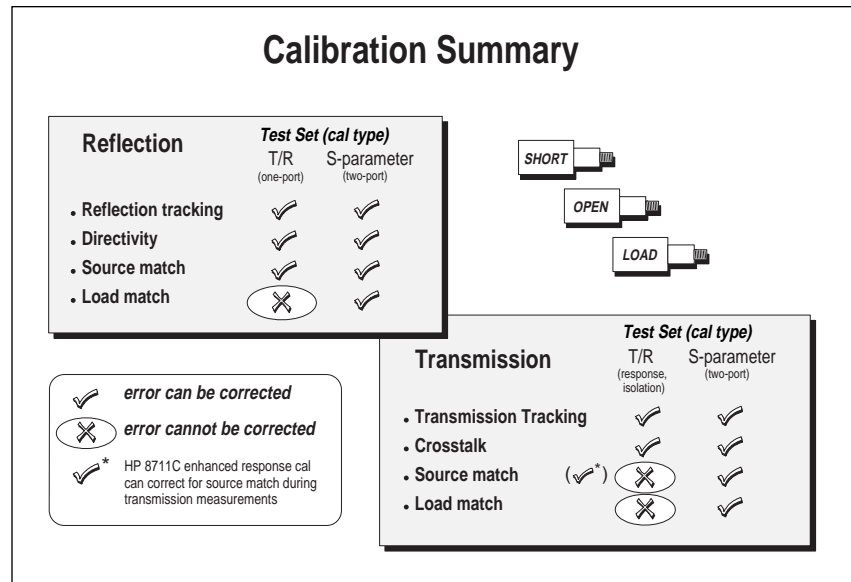 Calibration Summary
Reflection
Test Set (cal type)
T/R
(one-port)
S-parameter
(two-port)
• Reflection tracking
• Directivity
• Source match
• Load match
SHORT
OPEN
LOAD
Transmission
Test Set (cal type)
T/R
(response,
isolation)
S-parameter
(two-port)
• Transmission Tracking
• Crosstalk
• Source match ( ✓* )
• Load match
error can be corrected
error cannot be corrected
* HP 8711C enhanced response cal
can correct for source match during
transmission measurements